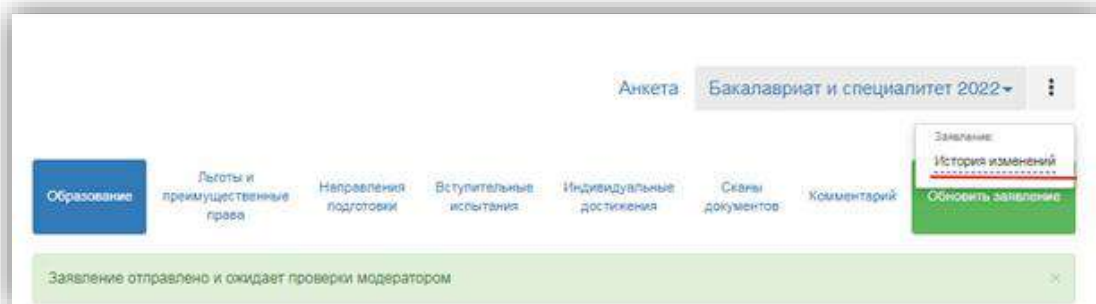 Анкета Бакалавриат и специалитет 2022
Заявление:
История изменений
Образование
Льготы и
преимущественные
права
Направления
подготовки
Вступительные
испытания
Индивидуальные
достижения
Сканы
документов
Комментарий
Обновить заявление
Заявление отправлено и ожидает проверки модератором